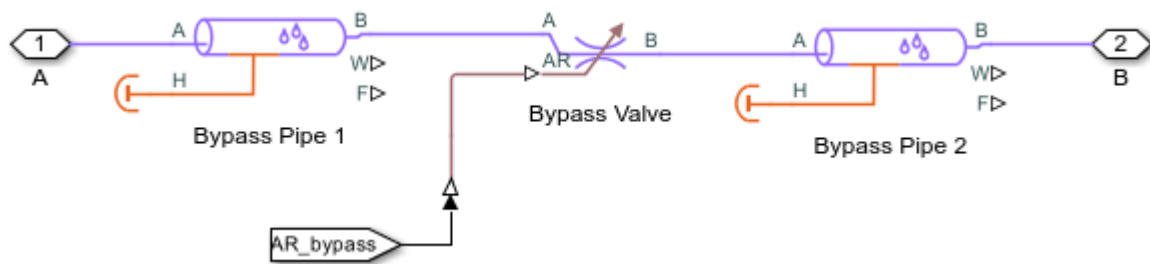 1
A
A
B
H
W
F
Bypass Pipe 1
A
AR
B
Bypass Valve
AR_bypass
A
B
H
W
F
Bypass Pipe 2
2
B